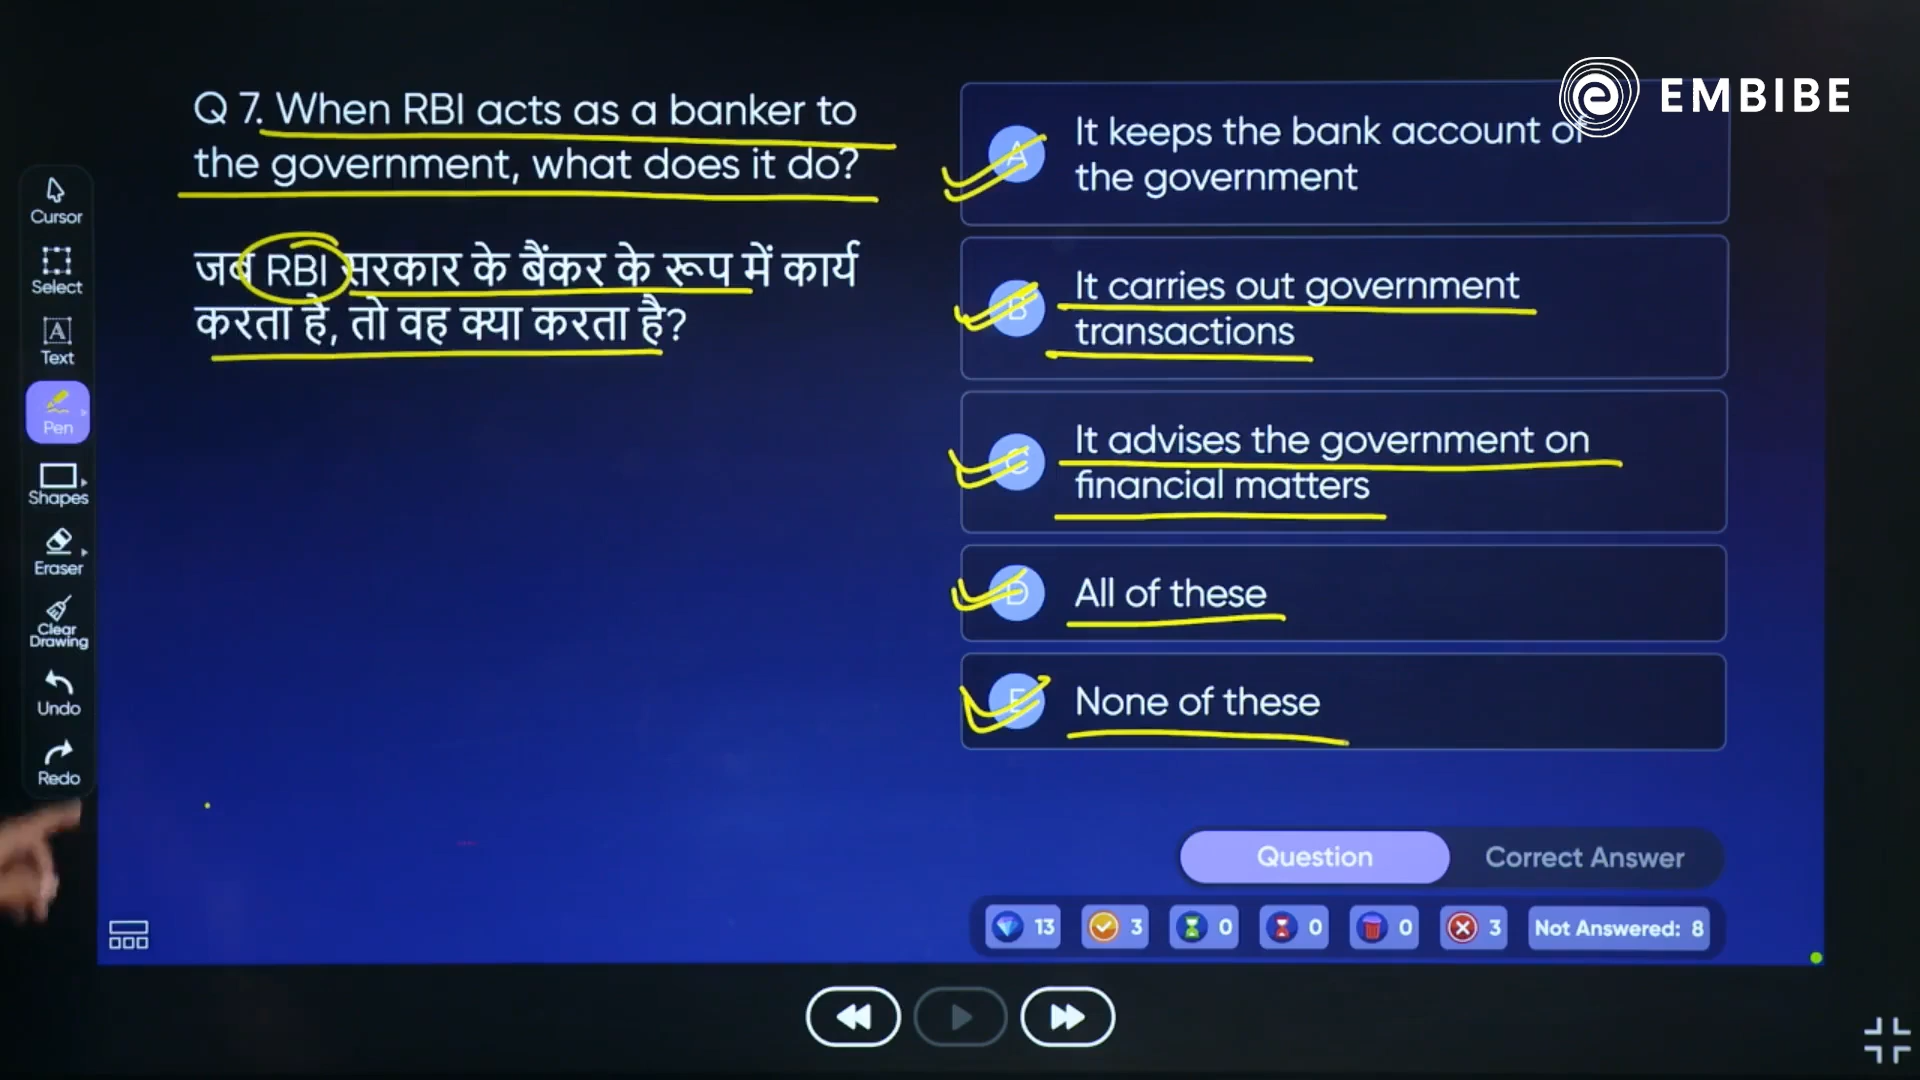 EMBIBE
Q 7. When RBI acts as a banker to
the government, what does it do?
जब RBI सरकार के बैंकर के रूप में कार्य
करता है, तो वह क्या करता है?
A It keeps the bank account of
the government
B It carries out government
transactions
C It advises the government on
financial matters
D All of these
E None of these
Cursor
Select
A
Text
Pen
Shapes
Eraser
Clear
Drawing
Undo
Redo
Question
Correct Answer
13
3
0
0
0
3
Not Answered: 8